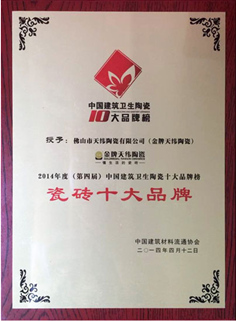 中国建筑卫生陶瓷
10大品牌榜
授予：佛山市天纬陶瓷有限公司（金牌天纬陶瓷）
金牌天纬陶瓷
2014年度（第四届）中国建筑卫生陶瓷十大品牌榜
瓷砖十大品牌
中国建筑材料流通协会
二〇一四年四月十二日